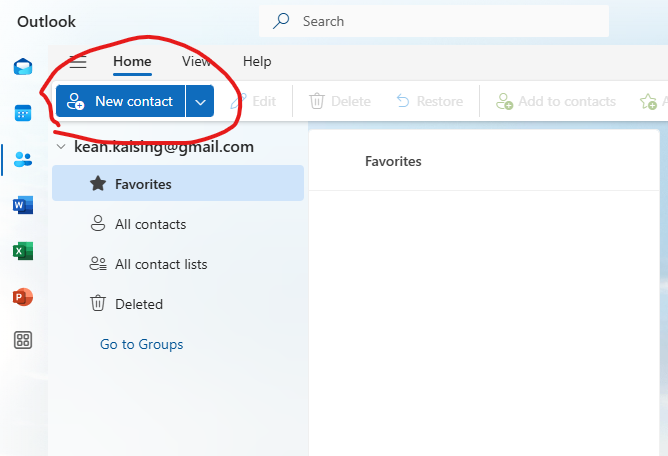 Outlook
Search
Home View Help
New contact Edit Delete Restore Add to contacts A
kean.kaising@gmail.com
Favorites
Favorites
All contacts
All contact lists
Deleted
Go to Groups